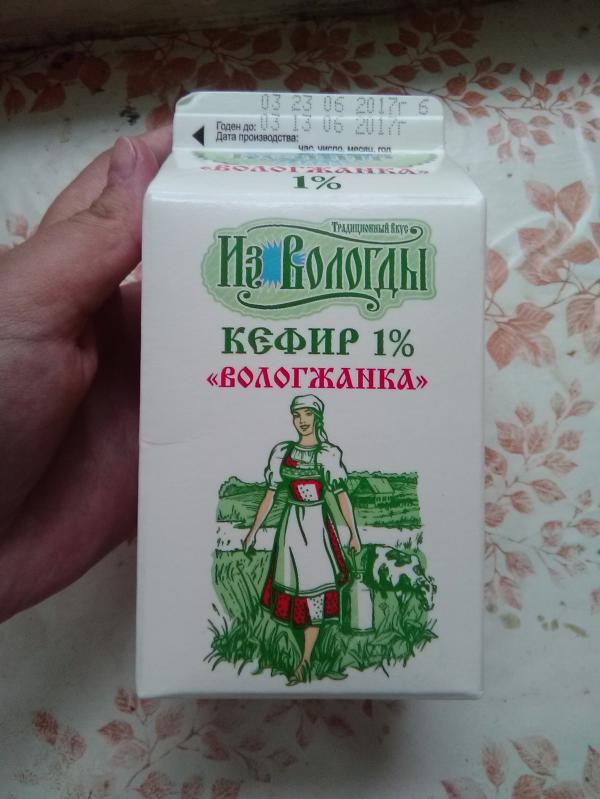 03 23 06 2017г 6
Годен до: 03 13 06 2017г
Дата производства:
час, число, месяц, год
«ВОЛОГЖАНКА»
1%
Традиционный вкус
Из Вологды
КЕФИР 1%
«ВОЛОГЖАНКА»